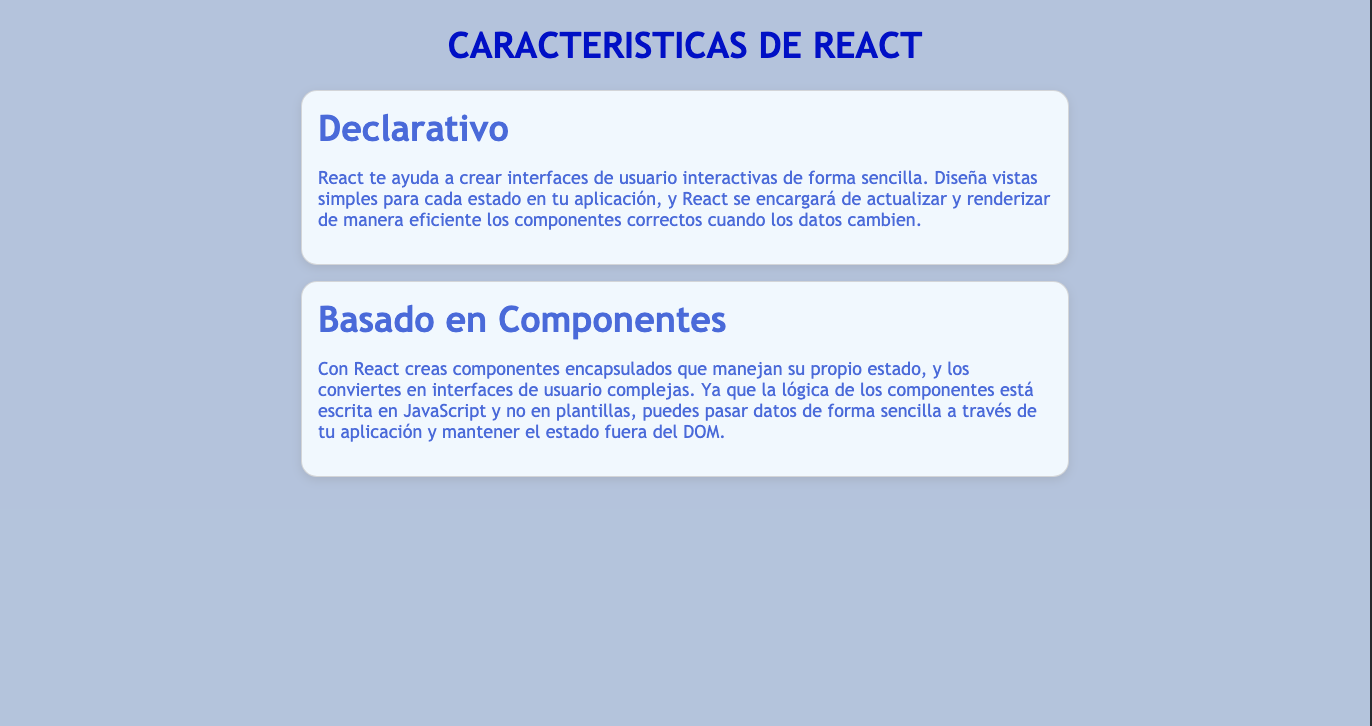 CARACTERISTICAS DE REACT
Declarativo
React te ayuda a crear interfaces de usuario interactivas de forma sencilla. Diseña vistas
simples para cada estado en tu aplicación, y React se encargará de actualizar y renderizar
de manera eficiente los componentes correctos cuando los datos cambien.
Basado en Componentes
Con React creas componentes encapsulados que manejan su propio estado, y los
conviertes en interfaces de usuario complejas. Ya que la lógica de los componentes está
escrita en JavaScript y no en plantillas, puedes pasar datos de forma sencilla a través de
tu aplicación y mantener el estado fuera del DOM.